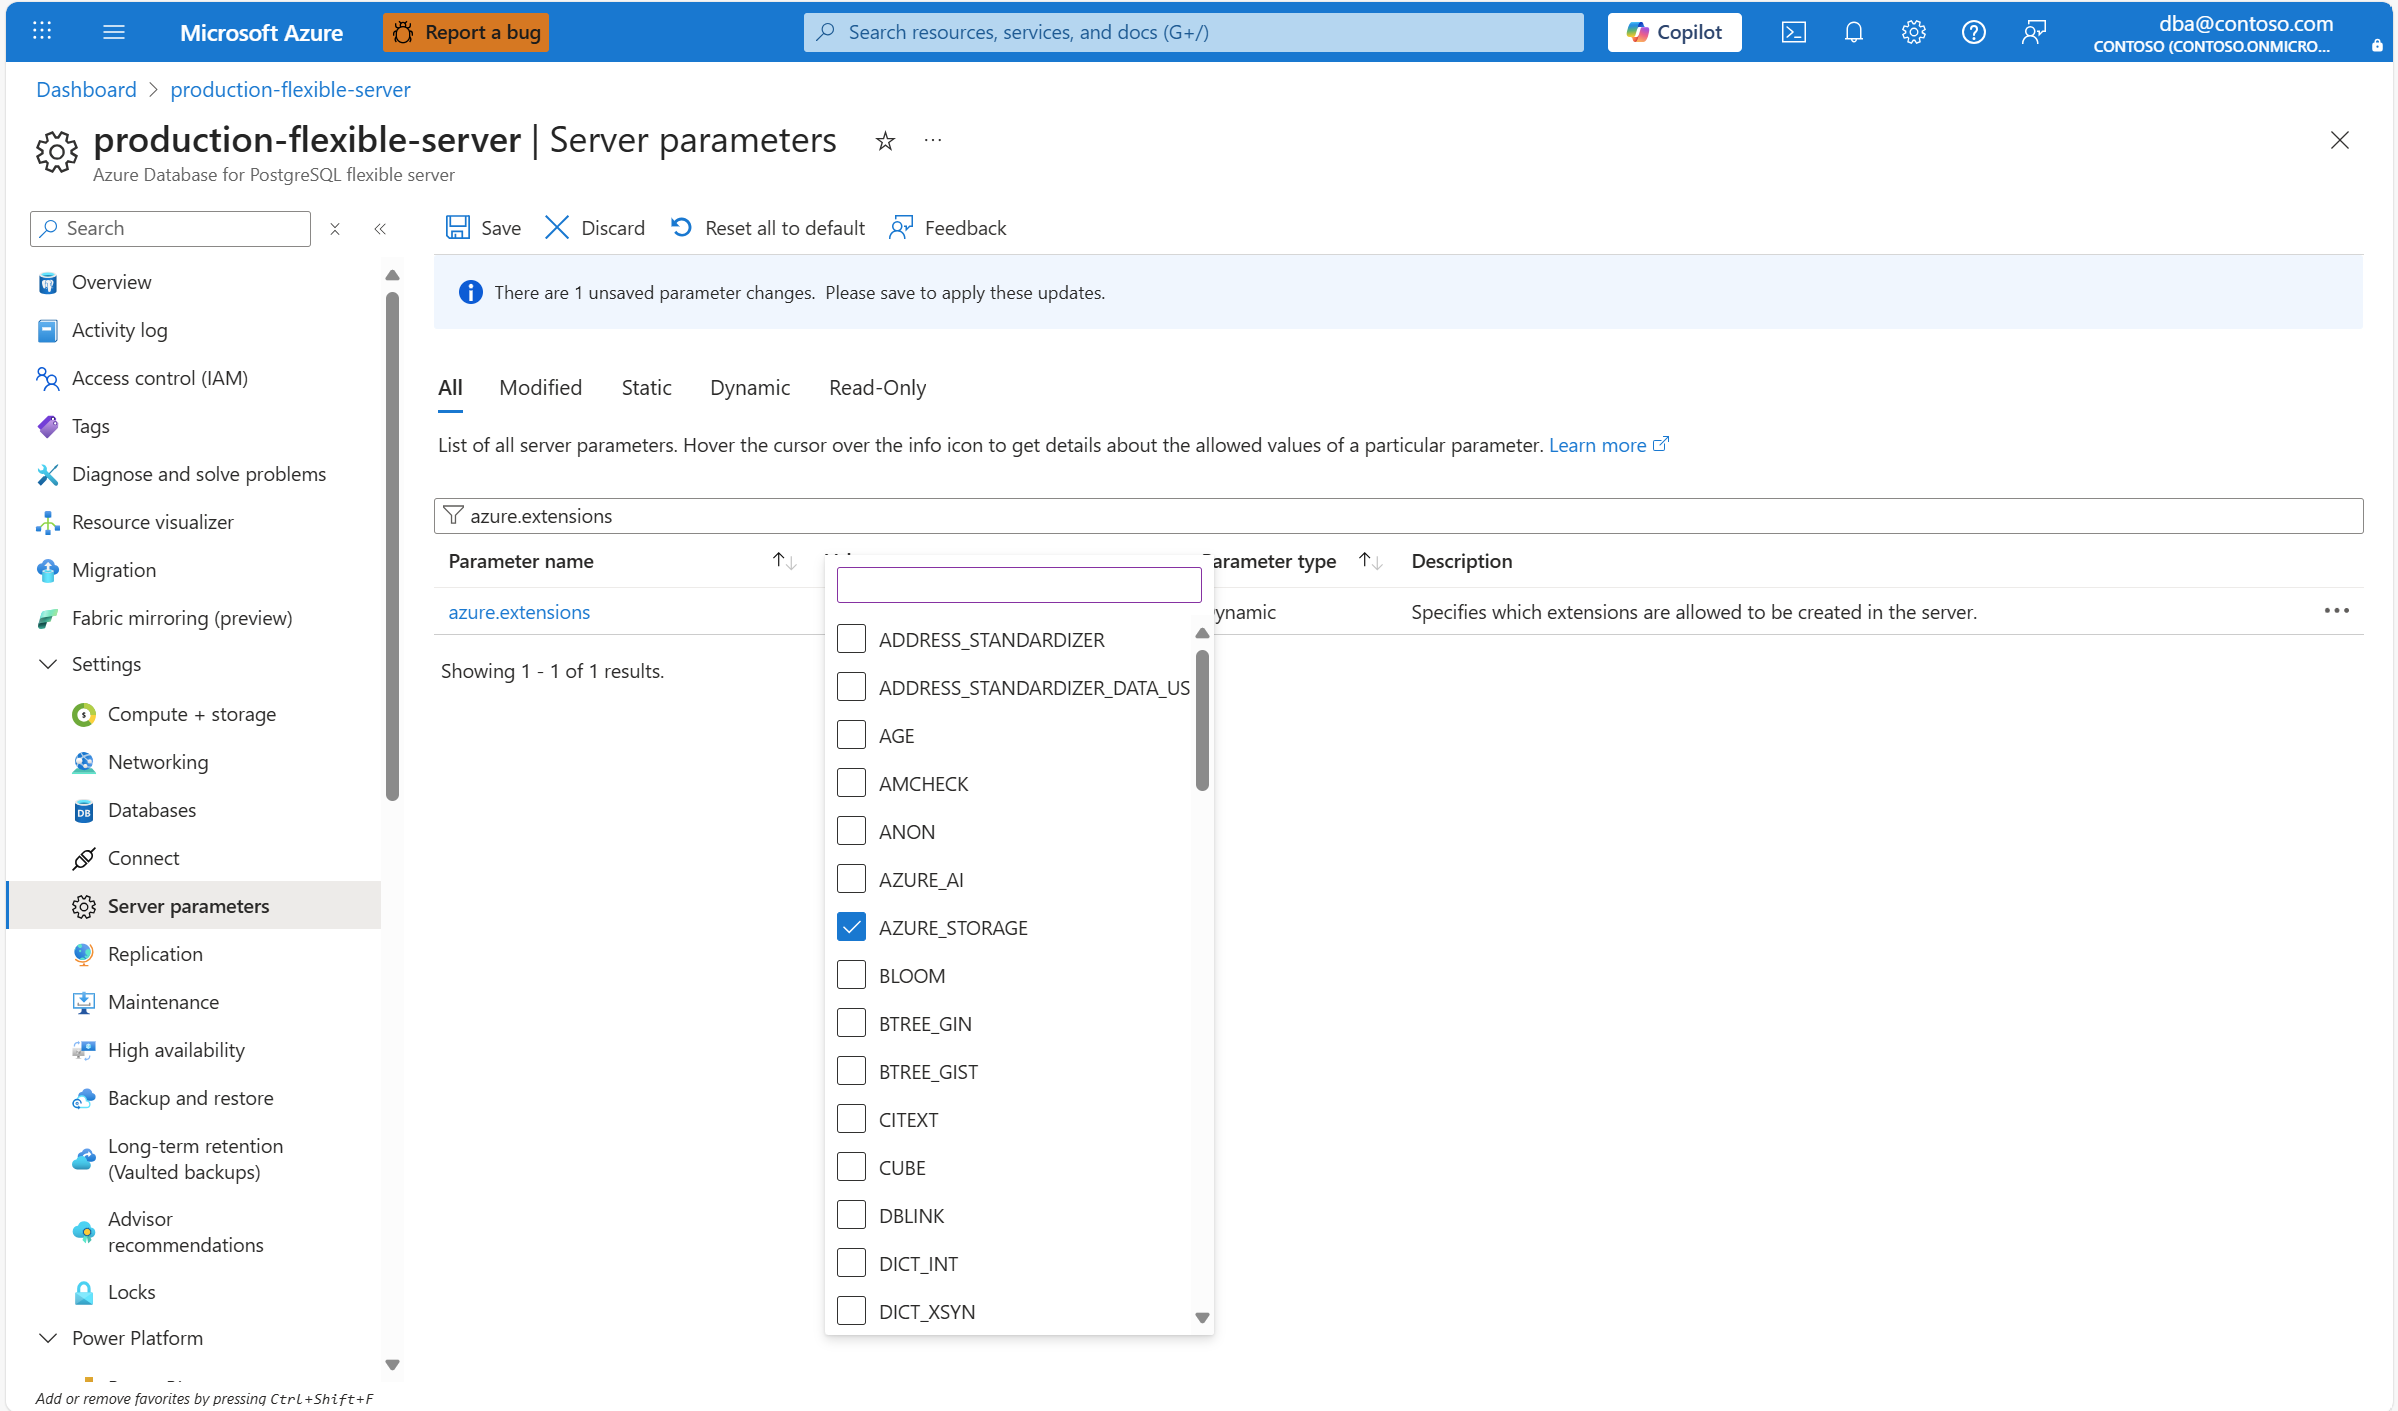 Microsoft Azure
Report a bug
Search resources, services, and docs (G+/)
Copilot
dba@contoso.com
CONTOSO (CONTOSO.ONMICRO...
Dashboard > production-flexible-server
production-flexible-server | Server parameters
Azure Database for PostgreSQL flexible server
Search
Overview
Activity log
Access control (IAM)
Tags
Diagnose and solve problems
Resource visualizer
Migration
Fabric mirroring (preview)
Settings
Compute + storage
Networking
Databases
Connect
Server parameters
Replication
Maintenance
High availability
Backup and restore
Long-term retention
(Vaulted backups)
Advisor
recommendations
Locks
Power Platform
Add or remove favorites by pressing Ctrl+Shift+F
Save
Discard
Reset all to default
Feedback
There are 1 unsaved parameter changes. Please save to apply these updates.
All
Modified
Static
Dynamic
Read-Only
List of all server parameters. Hover the cursor over the info icon to get details about the allowed values of a particular parameter. Learn more
azure.extensions
Parameter name
arameter type
Description
azure.extensions
ynamic
Specifies which extensions are allowed to be created in the server.
Showing 1 - 1 of 1 results.
ADDRESS_STANDARDIZER
ADDRESS_STANDARDIZER_DATA_US
AGE
AMCHECK
ANON
AZURE_AI
AZURE_STORAGE
BLOOM
BTREE_GIN
BTREE_GIST
CITEXT
CUBE
DBLINK
DICT_INT
DICT_XSYN